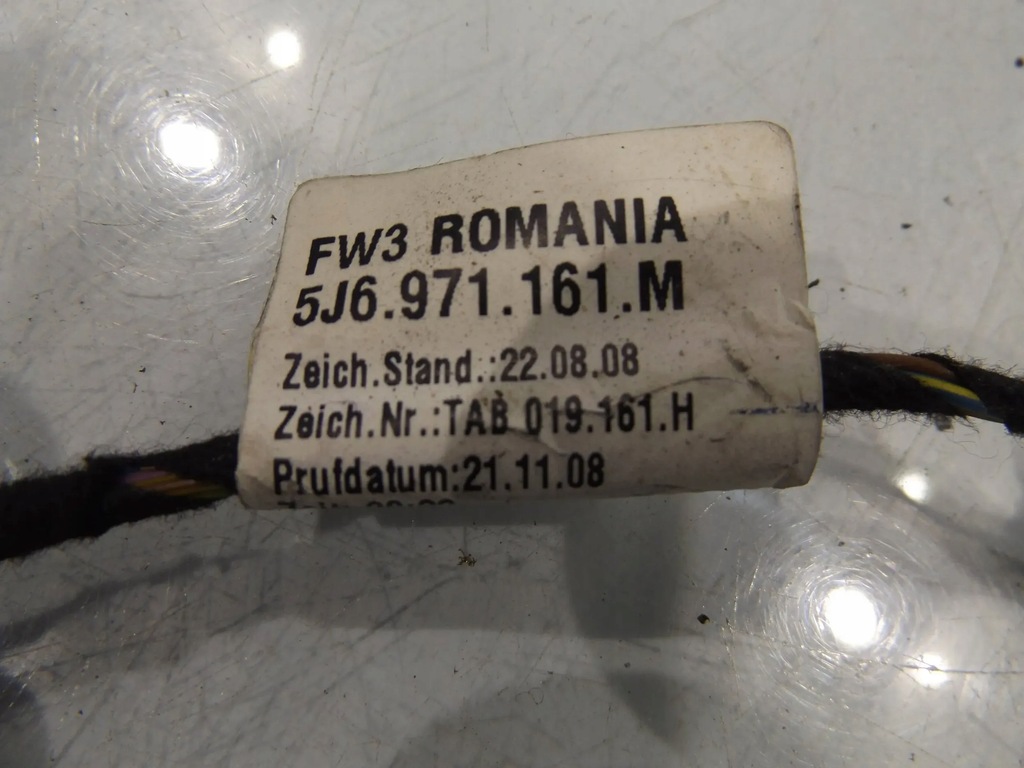 FW3 ROMANIA
5J6.971.161.M
Zeich.Stand.:22.08.08
Zeich.Nr.:TAB 019.161.H
Prufdatum:21.11.08